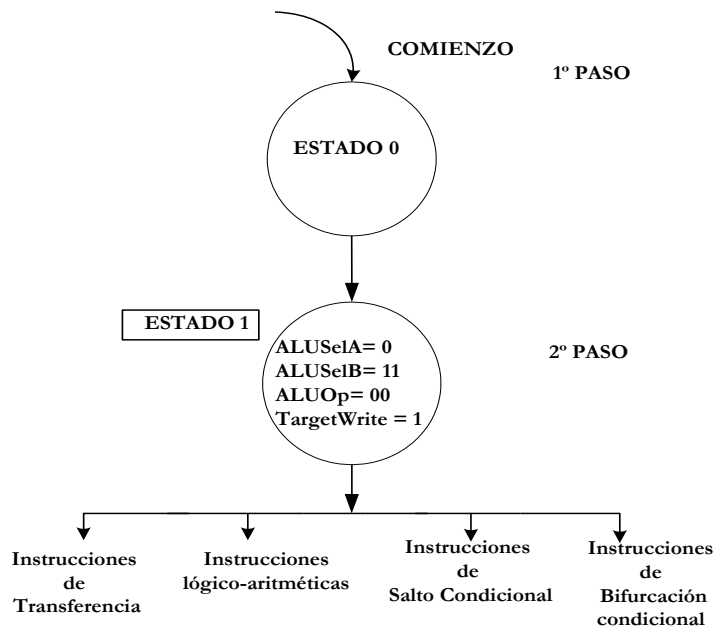 COMIENZO
1º PASO
ESTADO 0
ESTADO 1
ALUSelA= 0
ALUSelB= 11
ALUOp= 00
TargetWrite = 1
2º PASO
Instrucciones
de
Transferencia
Instrucciones
lógico-aritméticas
Instrucciones
de
Salto Condicional
Instrucciones
de
Bifurcación
condicional